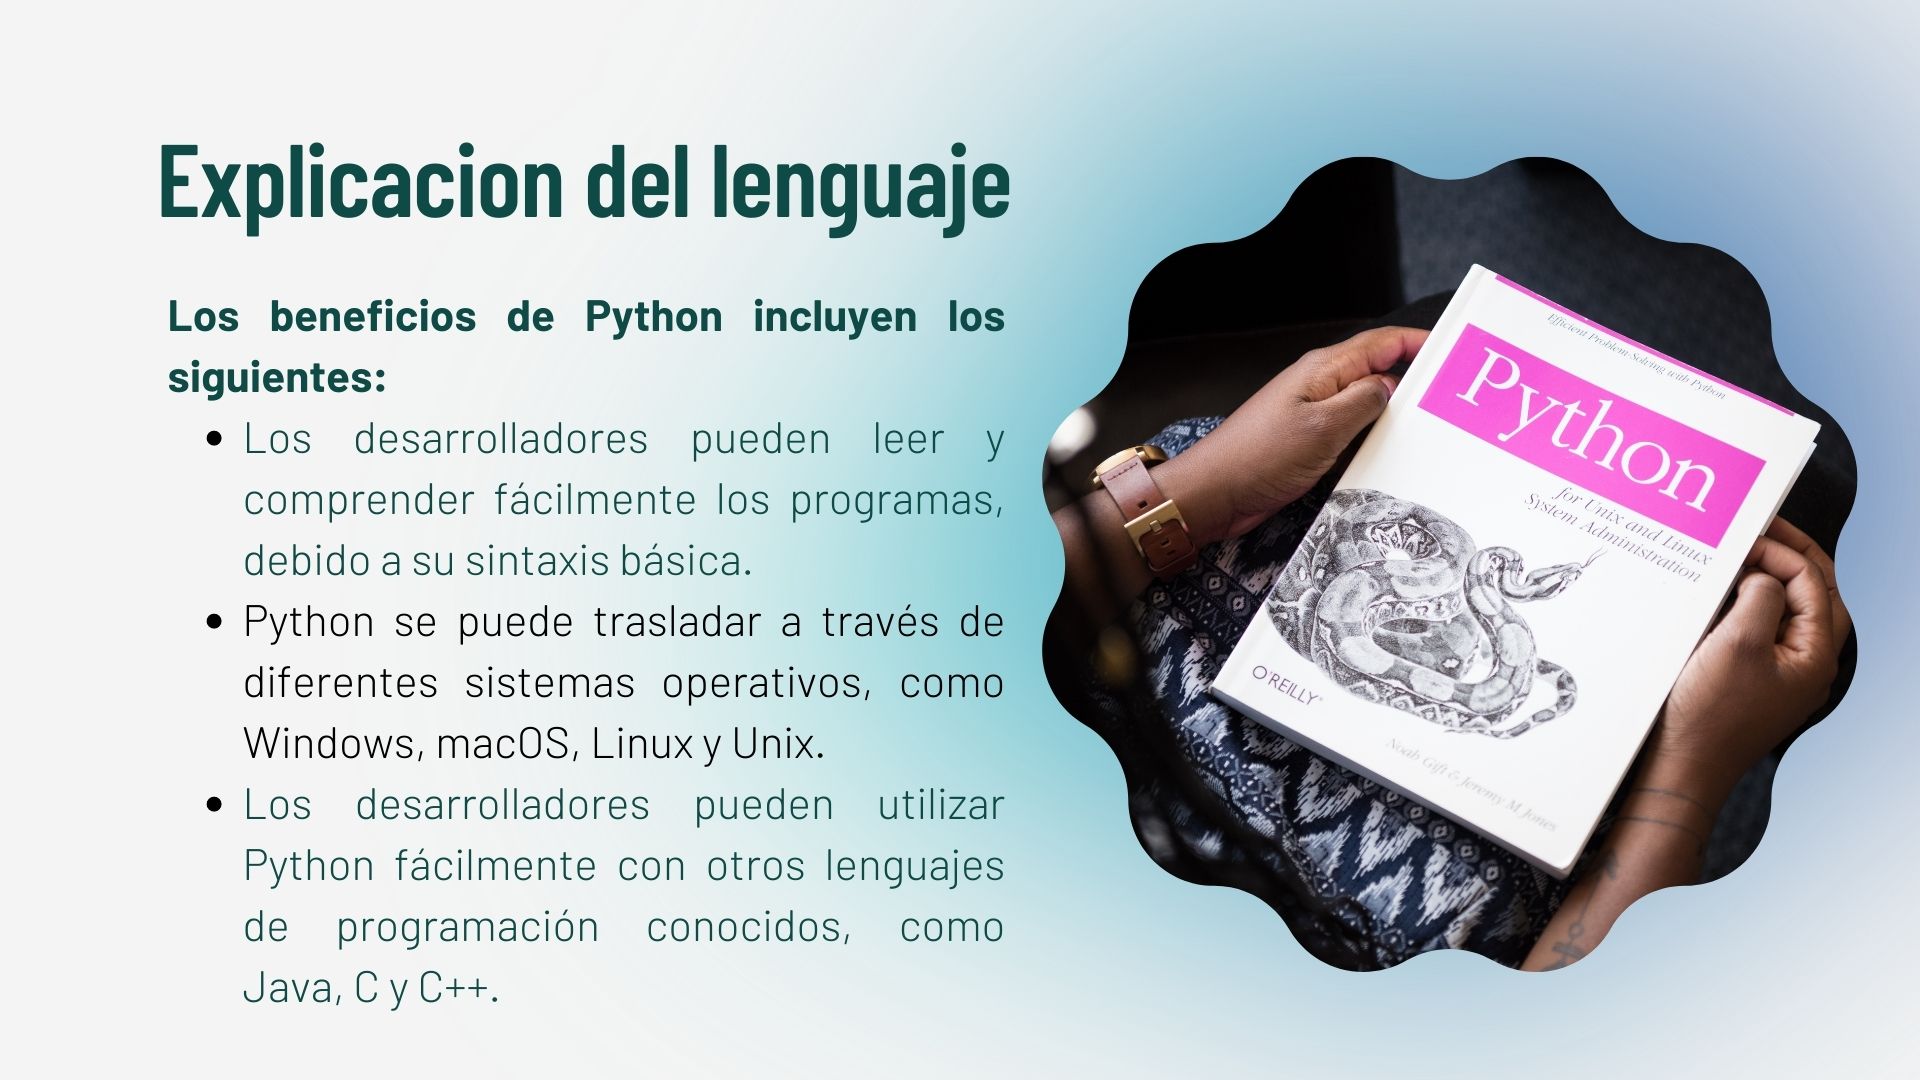 Explicacion del lenguaje
Los beneficios de Python incluyen los
siguientes:
Los desarrolladores pueden leer y
comprender fácilmente los programas,
debido a su sintaxis básica.
Python se puede trasladar a través de
diferentes sistemas operativos, como
Windows, macOS, Linux y Unix.
Los desarrolladores pueden utilizar
Python fácilmente con otros lenguajes
de programación conocidos, como
Java, C y C++.
Efficient Problem-Solving with Python
Python
for Unix and Linux
System Administration
O'REILLY®
Noah Gift & Jeremy M. Jones